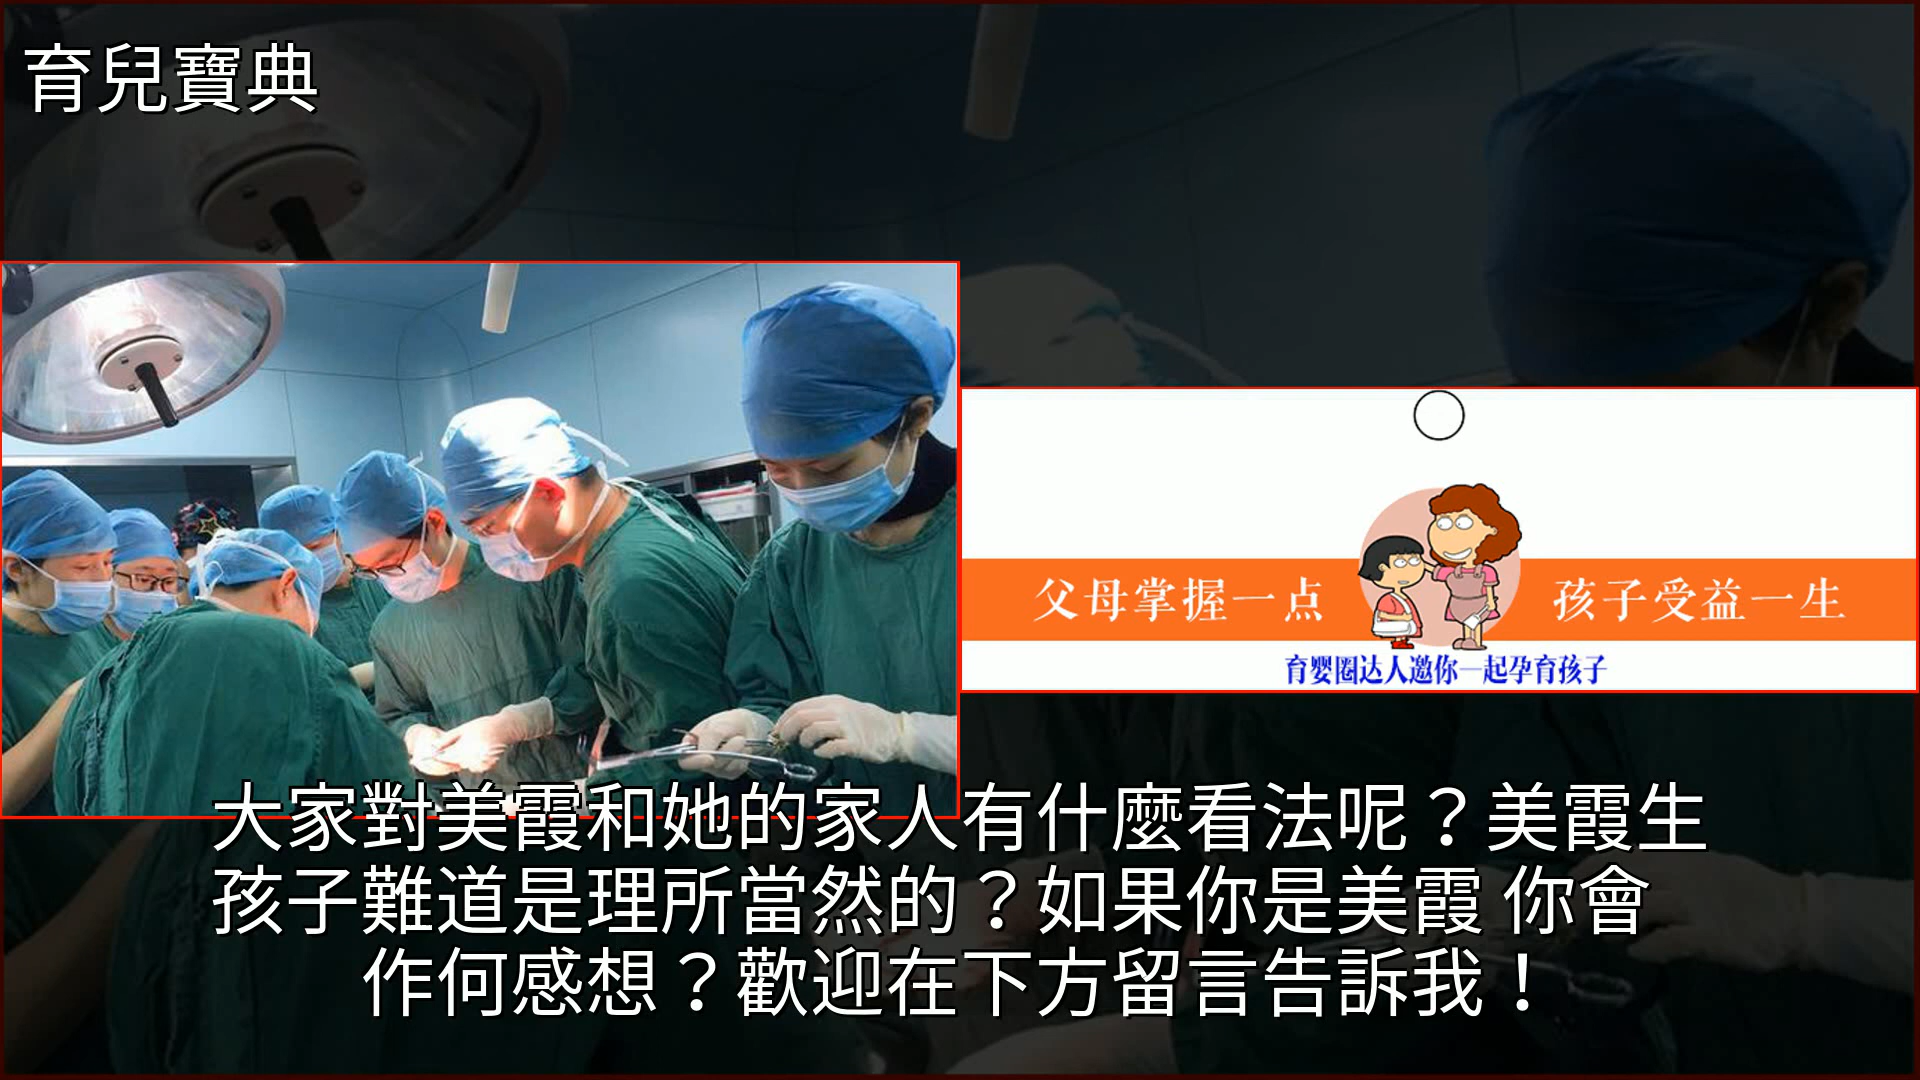 育兒寶典
父母掌握一点 孩子受益一生
育婴圈达人邀你一起孕育孩子
大家對美霞和她的家人有什麼看法呢？美霞生
孩子難道是理所當然的？如果你是美霞 你會
作何感想？歡迎在下方留言告訴我！